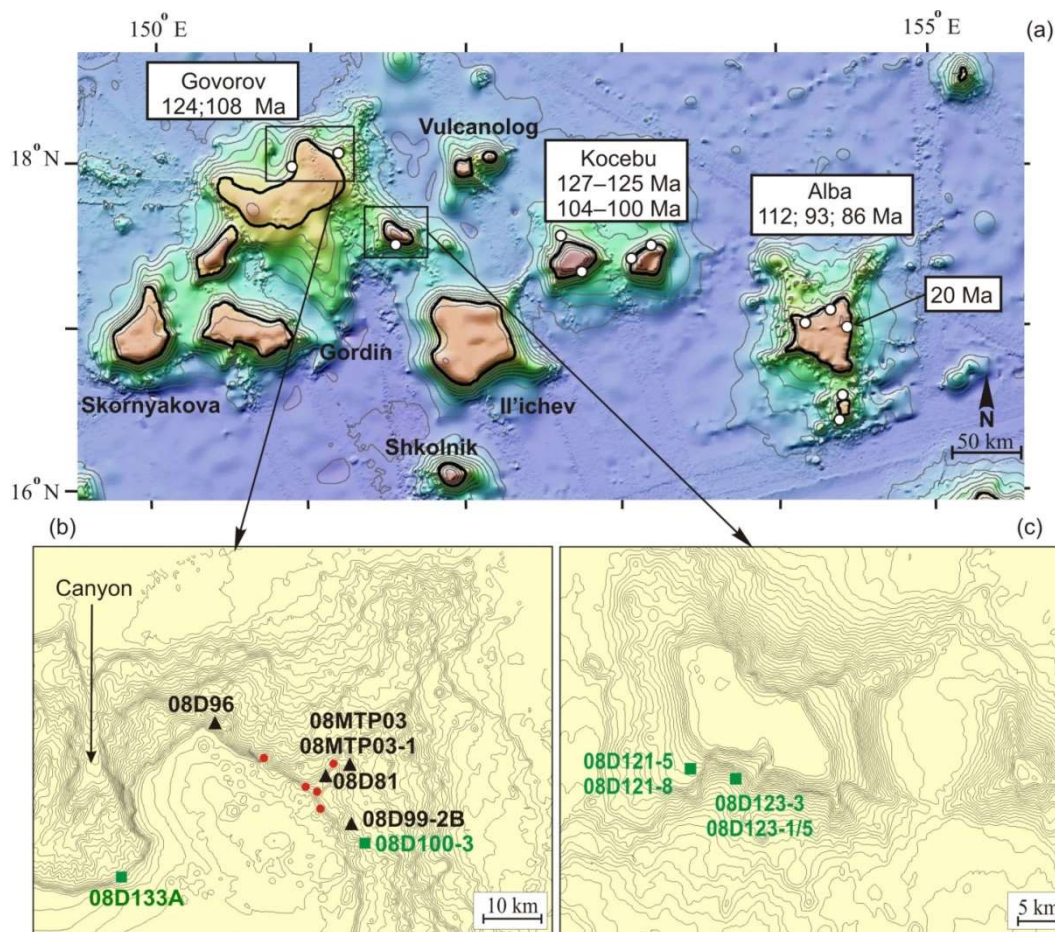 150° E
155° E
(a)
Govorov
124;108 Ma
Vulcanolog
18° N
Kocebu
127–125 Ma
104–100 Ma
Alba
112; 93; 86 Ma
20 Ma
Gordin
Skornyakova
Il'ichev
Shkolnik
N
50 km
16° N
(b)
Canyon
08D96
08MTP03
08MTP03-1
08D81
08D99-2B
08D100-3
08D133A
10 km
(c)
08D121-5
08D121-8
08D123-3
08D123-1/5
5 km